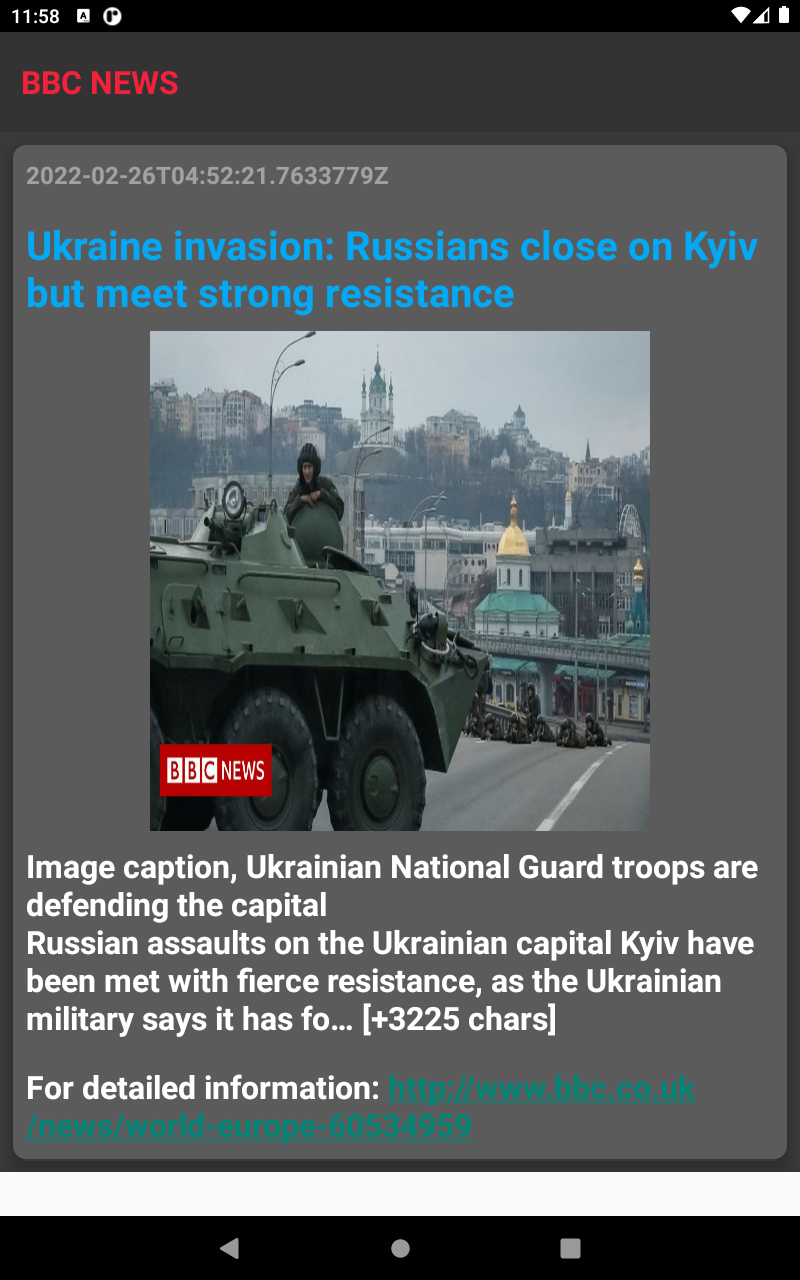 11:58
BBC NEWS
2022-02-26T04:52:21.7633779Z
Ukraine invasion: Russians close on Kyiv
but meet strong resistance
BBC NEWS
Image caption, Ukrainian National Guard troops are
defending the capital
Russian assaults on the Ukrainian capital Kyiv have
been met with fierce resistance, as the Ukrainian
military says it has fo… [+3225 chars]
For detailed information: http://www.bbc.co.uk
/news/world-europe-60534959